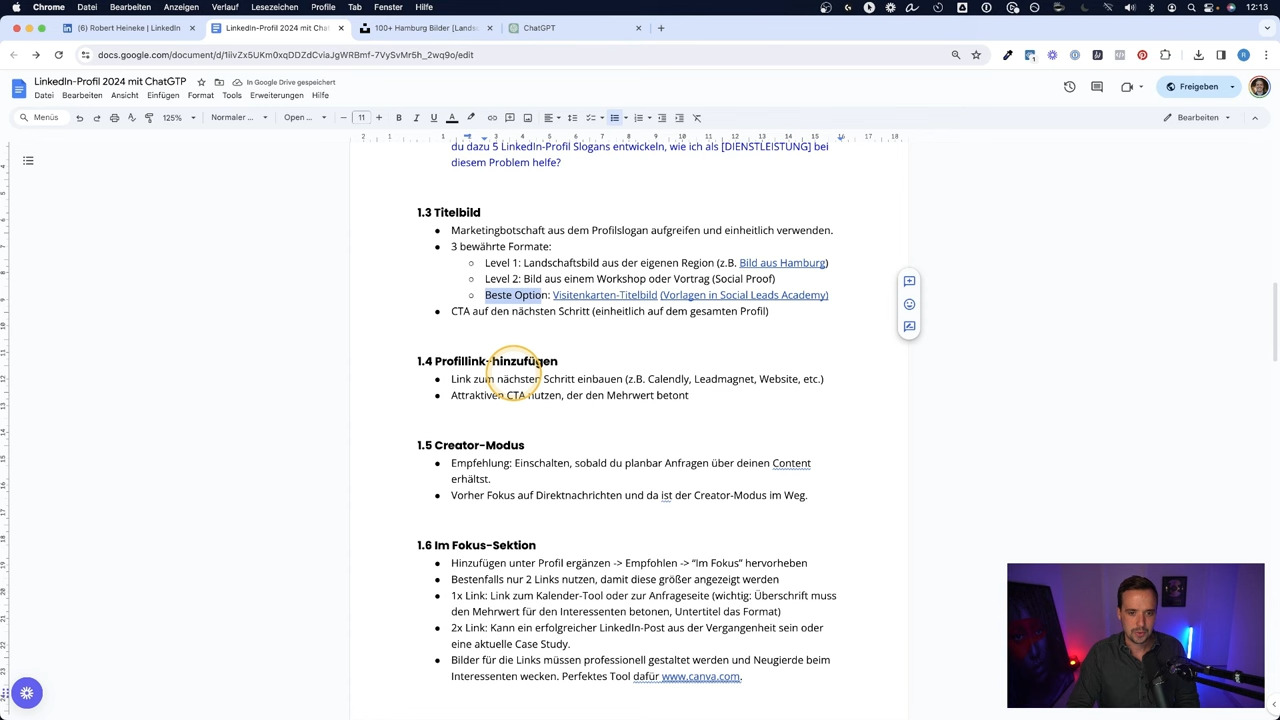 Chrome Datei Bearbeiten Anzeigen Verlauf Lesezeichen Profile Tab Fenster Hilfe 12:13
(6) Robert Heineke | LinkedIn LinkedIn-Profil 2024 mit Cha 100+ Hamburg Bilder [Lands ChatGPT
docs.google.com/document/d/1iivZx5UKm0xqDDZdCviaJgWRBmf-7VySvMr5h_2wq9o/edit
LinkedIn-Profil 2024 mit ChatGTP In Google Drive gespeichert
Datei Bearbeiten Ansicht Einfügen Format Tools Erweiterungen Hilfe Freigeben
Menüs 125% Normaler ... Open ... 11 Bearbeiten
du dazu 5 LinkedIn-Profil Slogans entwickeln, wie ich als [DIENSTLEISTUNG] bei
diesem Problem helfe?
1.3 Titelbild
● Marketingbotschaft aus dem Profilslogan aufgreifen und einheitlich verwenden.
● 3 bewährte Formate:
○ Level 1: Landschaftsbild aus der eigenen Region (z.B. Bild aus Hamburg)
○ Level 2: Bild aus einem Workshop oder Vortrag (Social Proof)
○ Beste Option: Visitenkarten-Titelbild (Vorlagen in Social Leads Academy)
● CTA auf den nächsten Schritt (einheitlich auf dem gesamten Profil)
1.4 Profillink-hinzufügen
● Link zum nächsten Schritt einbauen (z.B. Calendly, Leadmagnet, Website, etc.)
● Attraktiven CTA nutzen, der den Mehrwert betont
1.5 Creator-Modus
● Empfehlung: Einschalten, sobald du planbar Anfragen über deinen Content
erhältst.
● Vorher Fokus auf Direktnachrichten und da ist der Creator-Modus im Weg.
1.6 Im Fokus-Sektion
● Hinzufügen unter Profil ergänzen -> Empfohlen -> “Im Fokus” hervorheben
● Bestenfalls nur 2 Links nutzen, damit diese größer angezeigt werden
● 1x Link: Link zum Kalender-Tool oder zur Anfrageseite (wichtig: Überschrift muss
den Mehrwert für den Interessenten betonen, Untertitel das Format)
● 2x Link: Kann ein erfolgreicher LinkedIn-Post aus der Vergangenheit sein oder
eine aktuelle Case Study.
● Bilder für die Links müssen professionell gestaltet werden und Neugierde beim
Interessenten wecken. Perfektes Tool dafür www.canva.com.